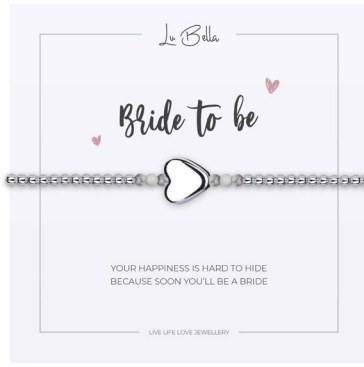 Lu Bella
Bride to be
YOUR HAPPINESS IS HARD TO HIDE
BECAUSE SOON YOU'LL BE A BRIDE
LIVE LIFE LOVE JEWELLERY